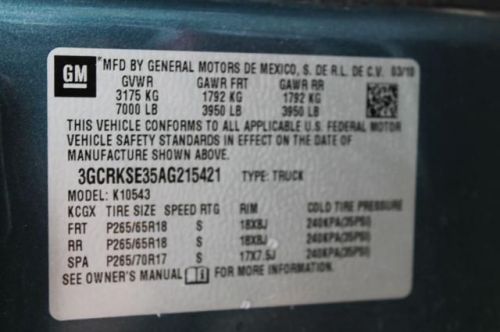 GM *MFD BY GENERAL MOTORS DE MEXICO, S. DE R.L. DE C.V. 03/10
GVWR GAWR FRT GAWR RR
3175 KG 1792 KG 1792 KG
7000 LB 3950 LB 3950 LB
THIS VEHICLE CONFORMS TO ALL APPLICABLE U.S. FEDERAL MOTOR
VEHICLE SAFETY STANDARDS IN EFFECT ON THE DATE OF
MANUFACTURE SHOWN ABOVE.
3GCRKSE35AG215421 TYPE: TRUCK
MODEL: K10543
KCGX TIRE SIZE SPEED RTG RIM COLD TIRE PRESSURE
FRT P265/65R18 S 18X8J 240KPA(35PSI)
RR P265/65R18 S 18X8J 240KPA(35PSI)
SPA P265/70R17 S 17X7.5J 240KPA(35PSI)
SEE OWNER'S MANUAL FOR MORE INFORMATION.